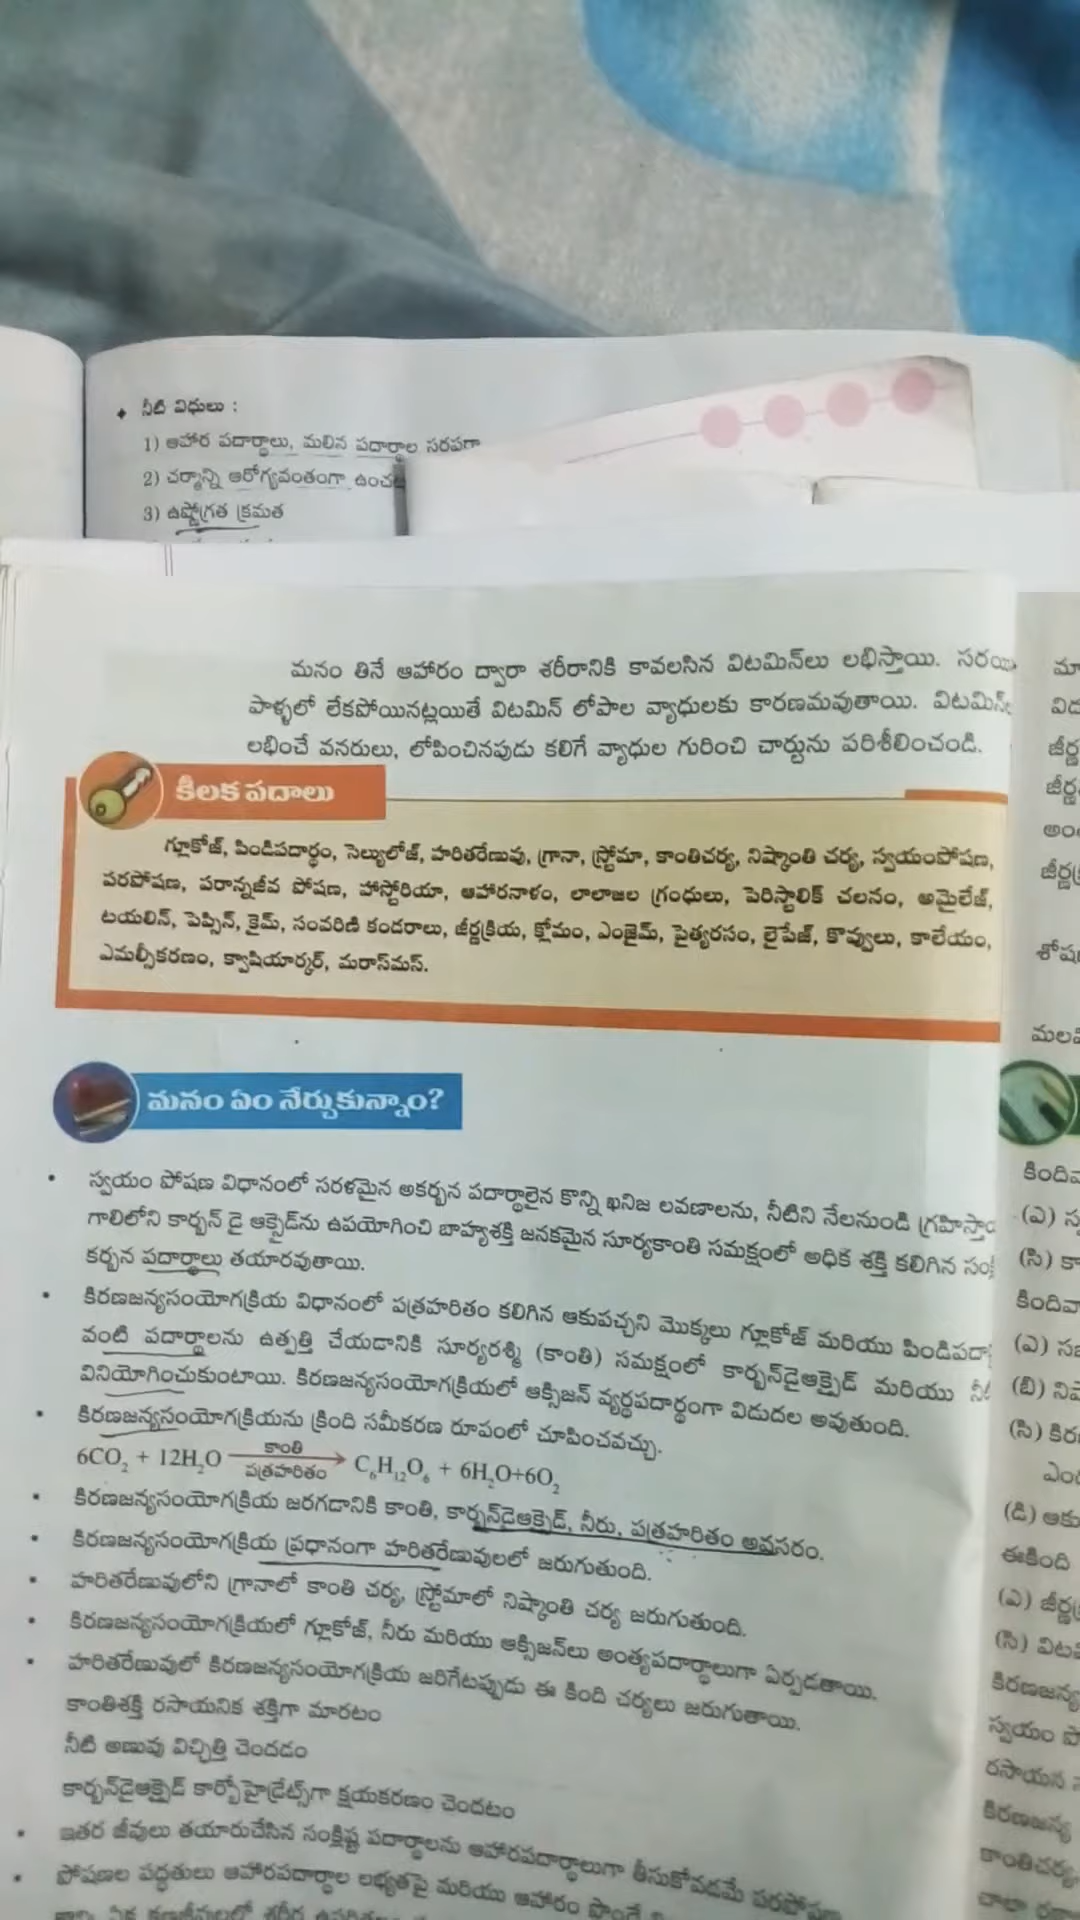 ♦ నీటి విధులు :
1) ఆహార పదార్థాలు, మలిన పదార్థాల సరఫరా
2) చర్మాన్ని ఆరోగ్యవంతంగా ఉంచ
3) ఉష్ణోగ్రత క్రమత
మనం తినే ఆహారం ద్వారా శరీరానికి కావలసిన విటమిన్‌లు లభిస్తాయి.
పాళ్ళలో లేకపోయినట్లయితే విటమిన్ లోపాల వ్యాధులకు కారణమవుతాయి. విటమిన్
లభించే వనరులు, లోపించినపుడు కలిగే వ్యాధుల గురించి చార్టును పరిశీలించండి.
కీలక పదాలు
గ్లూకోజ్, పిండిపదార్థం, సెల్యులోజ్, హరితరేణువు, గ్రానా, స్ట్రోమా, కాంతిచర్య, నిష్కాంతి చర్య, స్వయంపోషణ,
పరపోషణ, పరాన్నజీవ పోషణ, హాస్టోరియా, ఆహారనాళం, లాలాజల గ్రంధులు, పెరిస్టాలిక్ చలనం, అమైలేజ్,
టయలిన్, పెప్సిన్, కైమ్, సంవరిణి కండరాలు, జీర్ణక్రియ, క్లోమం, ఎంజైమ్, పైత్యరసం, లైపేజ్, కొవ్వులు, కాలేయం,
ఎమల్సీకరణం, క్వాషియార్కర్, మరాస్‌మస్.
మనం ఏం నేర్చుకున్నాం?
• స్వయం పోషణ విధానంలో సరళమైన అకర్బన పదార్థాలైన కొన్ని ఖనిజ లవణాలను, నీటిని నేలనుండి
గాలిలోని కార్బన్ డై ఆక్సైడ్‌ను ఉపయోగించి బాహ్యశక్తి జనకమైన సూర్యకాంతి సమక్షంలో అధిక శక్తి కలిగిన
కర్బన పదార్థాలు తయారవుతాయి.
• కిరణజన్యసంయోగక్రియ విధానంలో పత్రహరితం కలిగిన ఆకుపచ్చని మొక్కలు గ్లూకోజ్ మరియు
వంటి పదార్థాలను ఉత్పత్తి చేయడానికి సూర్యరశ్మి (కాంతి) సమక్షంలో కార్బన్‌డైఆక్సైడ్ మరియు
వినియోగించుకుంటాయి. కిరణజన్యసంయోగక్రియలో ఆక్సిజన్ వ్యర్థపదార్థంగా విడుదల అవుతుంది.
• కిరణజన్యసంయోగక్రియను క్రింది సమీకరణ రూపంలో చూపించవచ్చు.
కాంతి
6CO₂ + 12H₂O → C₆H₁₂O₆ + 6H₂O+6O₂
పత్రహరితం
• కిరణజన్యసంయోగక్రియ జరగడానికి కాంతి, కార్బన్‌డైఆక్సైడ్, నీరు, పత్రహరితం అవసరం.
• కిరణజన్యసంయోగక్రియ ప్రధానంగా హరితరేణువులలో జరుగుతుంది.
• హరితరేణువులోని గ్రానాలో కాంతి చర్య, స్ట్రోమాలో నిష్కాంతి చర్య జరుగుతుంది.
• కిరణజన్యసంయోగక్రియలో గ్లూకోజ్, నీరు మరియు ఆక్సిజన్‌లు అంత్యపదార్థాలుగా ఏర్పడతాయి.
• హరితరేణువులో కిరణజన్యసంయోగక్రియ జరిగేటప్పుడు ఈ కింది చర్యలు జరుగుతాయి.
కాంతిశక్తి రసాయనిక శక్తిగా మారటం
నీటి అణువు విచ్ఛిత్తి చెందడం
కార్బన్‌డైఆక్సైడ్ కార్బోహైడ్రేట్స్‌గా క్షయకరణం చెందటం
• ఇతర జీవులు తయారుచేసిన సంక్లిష్ట పదార్థాలను ఆహారపదార్థాలుగా తీసుకోవడమే పరపోషణ
• పోషణల పద్ధతులు ఆహారపదార్థాల లభ్యతపై మరియు ఆహారం పొందే
కిందివా
(ఎ)
(సి)
కిందివా
(ఎ)
(బి)
(సి) కిర
(డి) ఆకు
ఈకింది
(ఎ) జీర్ణ
(సి) విట
కిరణజన్య
స్వయం
రసాయన
కిరణజన్య
కాంతిచర్య,
చాలా